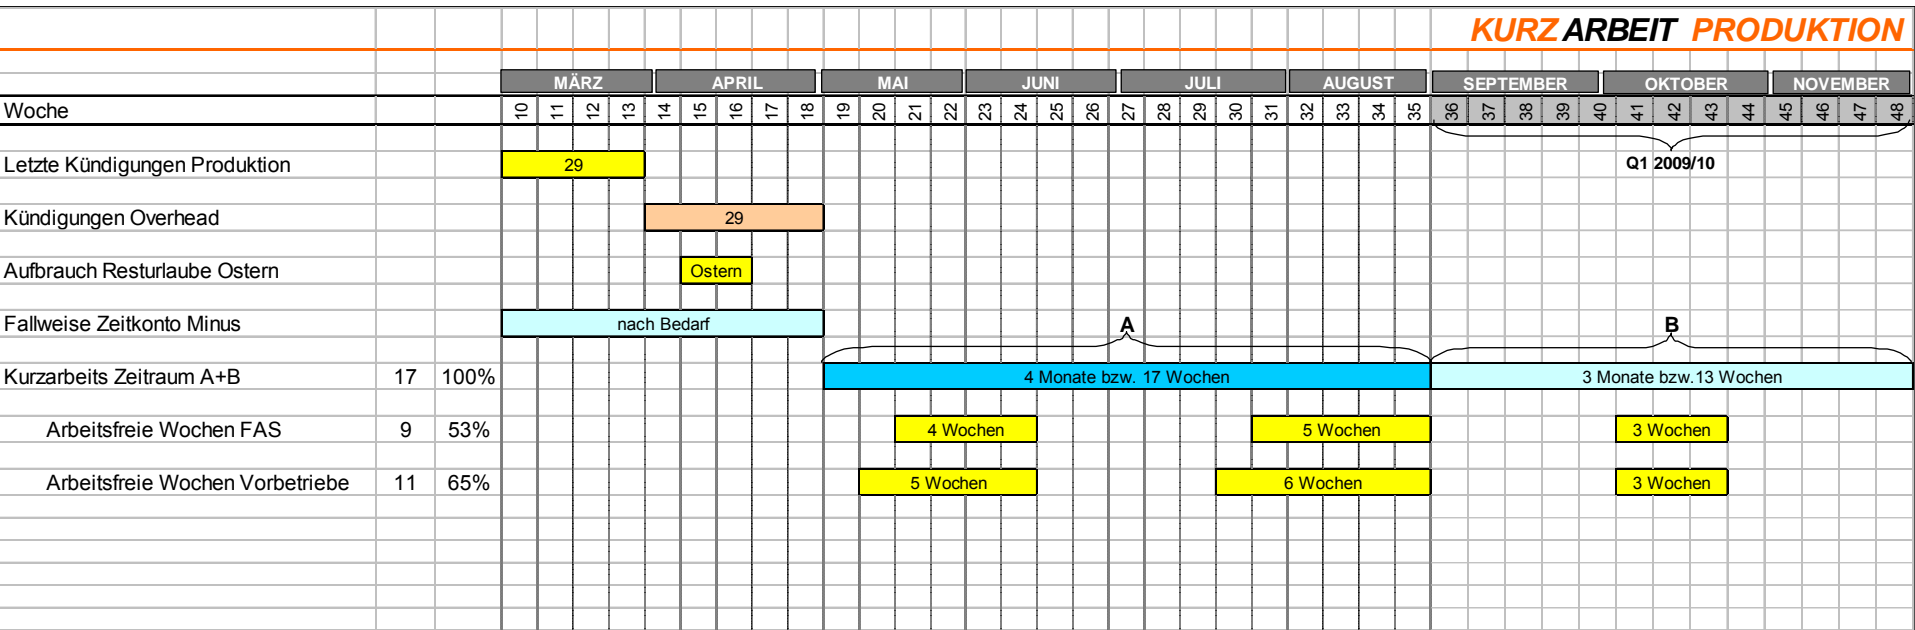 KURZARBEIT PRODUKTION
MÄRZ APRIL MAI JUNI JULI AUGUST SEPTEMBER OKTOBER NOVEMBER
Woche 10 11 12 13 14 15 16 17 18 19 20 21 22 23 24 25 26 27 28 29 30 31 32 33 34 35 36 37 38 39 40 41 42 43 44 45 46 47 48
Letzte Kündigungen Produktion 29 Q1 2009/10
Kündigungen Overhead 29
Aufbrauch Resturlaube Ostern Ostern
Fallweise Zeitkonto Minus nach Bedarf A B
Kurzarbeits Zeitraum A+B 17 100% 4 Monate bzw. 17 Wochen 3 Monate bzw.13 Wochen
Arbeitsfreie Wochen FAS 9 53% 4 Wochen 5 Wochen 3 Wochen
Arbeitsfreie Wochen Vorbetriebe 11 65% 5 Wochen 6 Wochen 3 Wochen